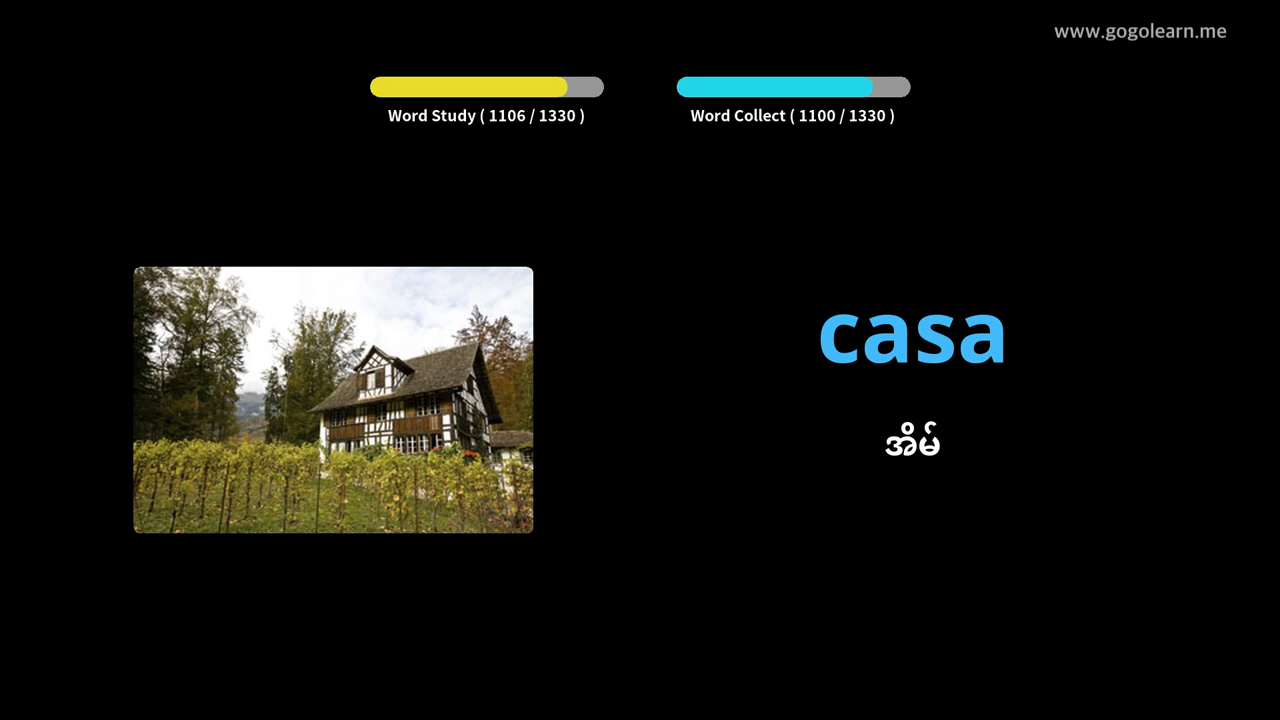 www.gogolearn.me
Word Study ( 1106 / 1330 )
Word Collect ( 1100 / 1330 )
casa
အိမ်